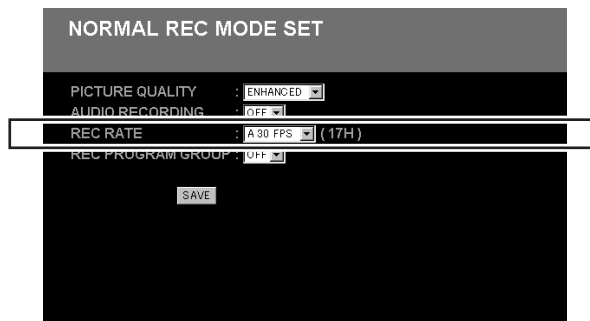 NORMAL REC MODE SET
PICTURE QUALITY : ENHANCED
AUDIO RECORDING : OFF
REC RATE : A 30 FPS (17H)
REC PROGRAM GROUP : OFF
SAVE